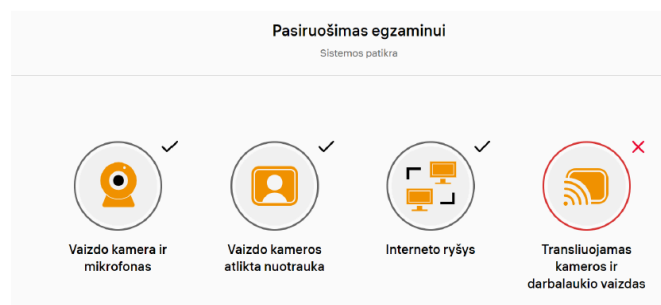 Pasiruošimas egzaminui
Sistemos patikra
Vaizdo kamera ir
mikrofonas
Vaizdo kameros
atlikta nuotrauka
Interneto ryšys
Transliuojamas
kameros ir
darbalaukio vaizdas